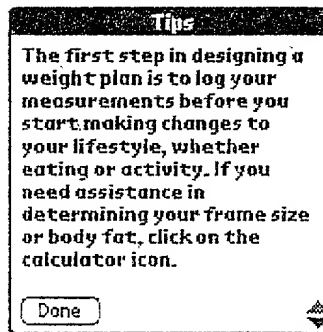 Tips
The first step in designing a
weight plan is to log your
measurements before you
start making changes to
your lifestyle, whether
eating or activity. If you
need assistance in
determining your frame size
or body fat, click on the
calculator icon.
Done